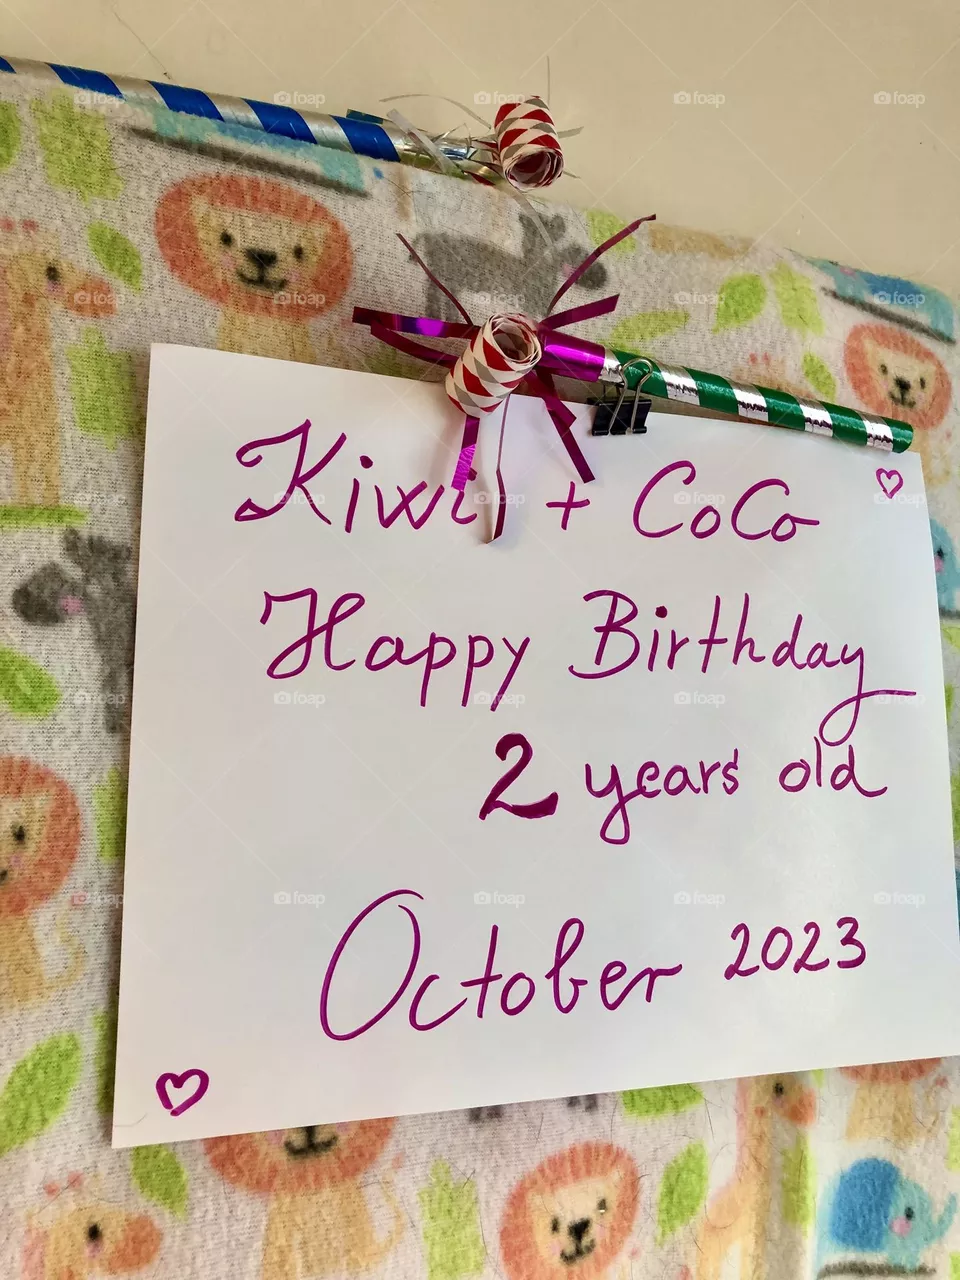 Kiwi + CoCo
Happy Birthday
2 years old
October 2023